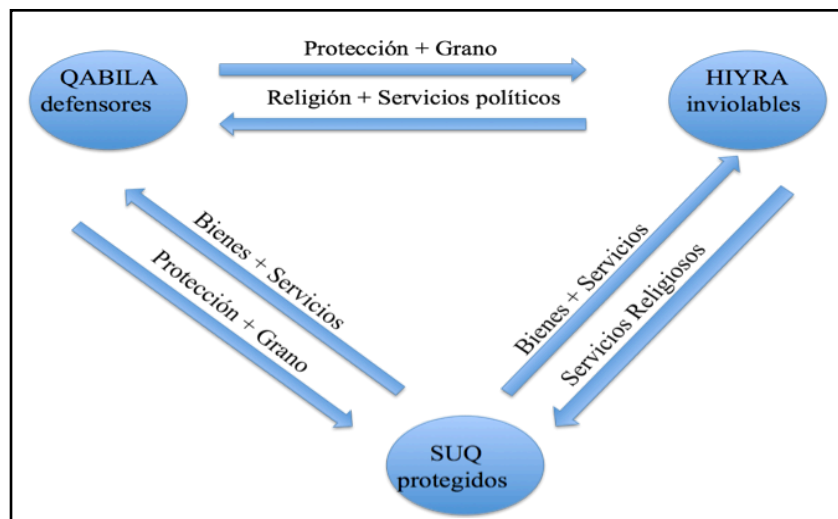 Protección + Grano
QABILA
defensores
HIYRA
inviolables
Religión + Servicios políticos
Bienes + Servicios
Protección + Grano
Bienes + Servicios
Servicios Religiosos
SUQ
protegidos